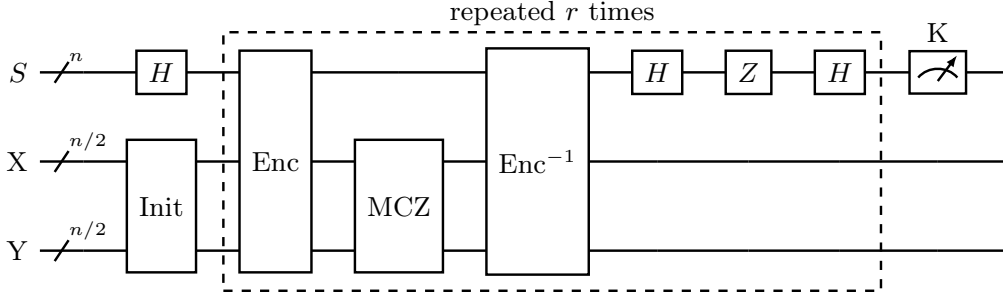 repeated r times
K
S n H H Z H
X n/2 Init Enc MCZ Enc⁻¹
Y n/2